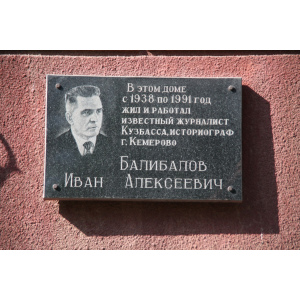 В этом доме
с 1938 по 1991 год
жил и работал
известный журналист
Кузбасса, историограф
г. Кемерово
Балибалов
Иван Алексеевич